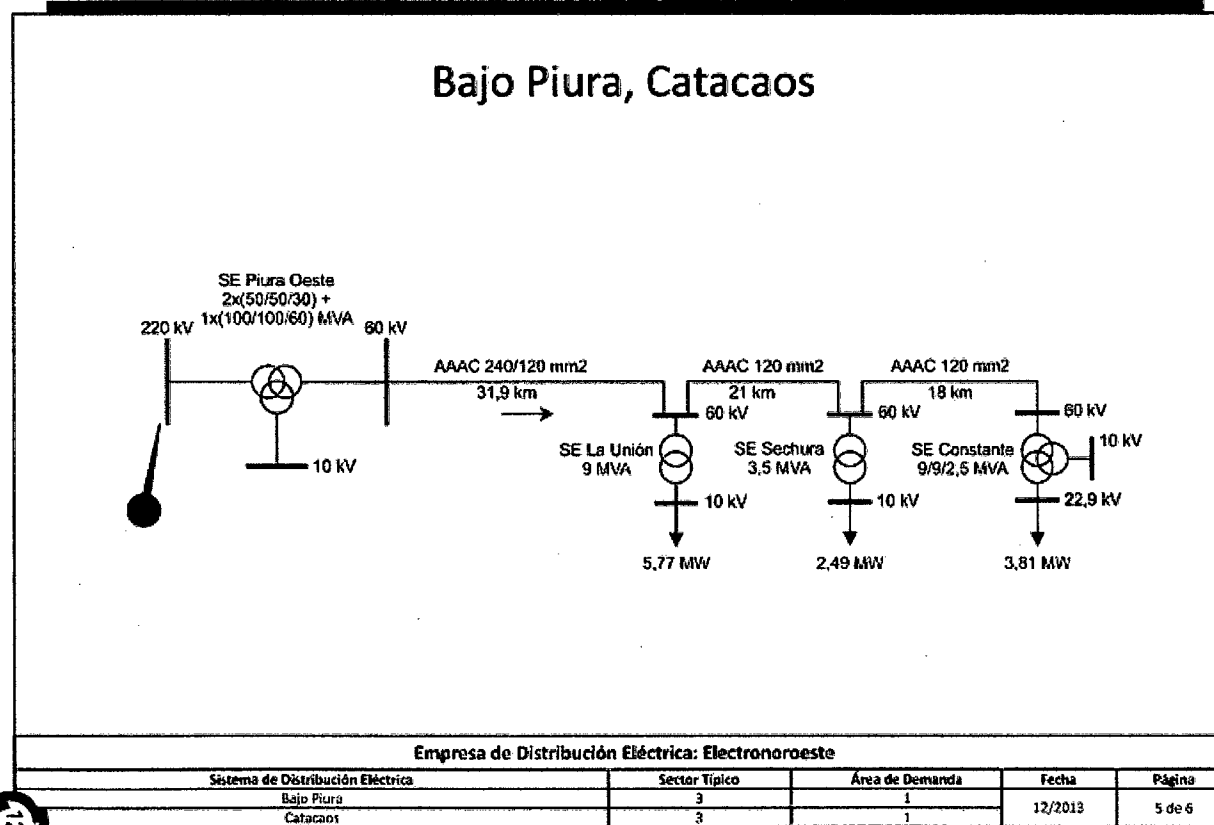 Bajo Piura, Catacaos
SE Piura Oeste
2x(50/50/30) +
1x(100/100/60) MVA
220 kV
60 kV
10 kV
AAAC 240/120 mm2
31,9 km
AAAC 120 mm2
21 km
AAAC 120 mm2
18 km
60 kV
60 kV
60 kV
SE La Unión
9 MVA
SE Sechura
3,5 MVA
SE Constante
9/9/2,5 MVA
10 kV
10 kV
10 kV
22,9 kV
5,77 MW
2,49 MW
3,81 MW
Empresa de Distribución Eléctrica: Electronoroeste
Sistema de Distribución Eléctrica Sector Típico Área de Demanda Fecha Página
Bajo Piura 3 1 12/2013 5 de 6
Catacaos 3 1